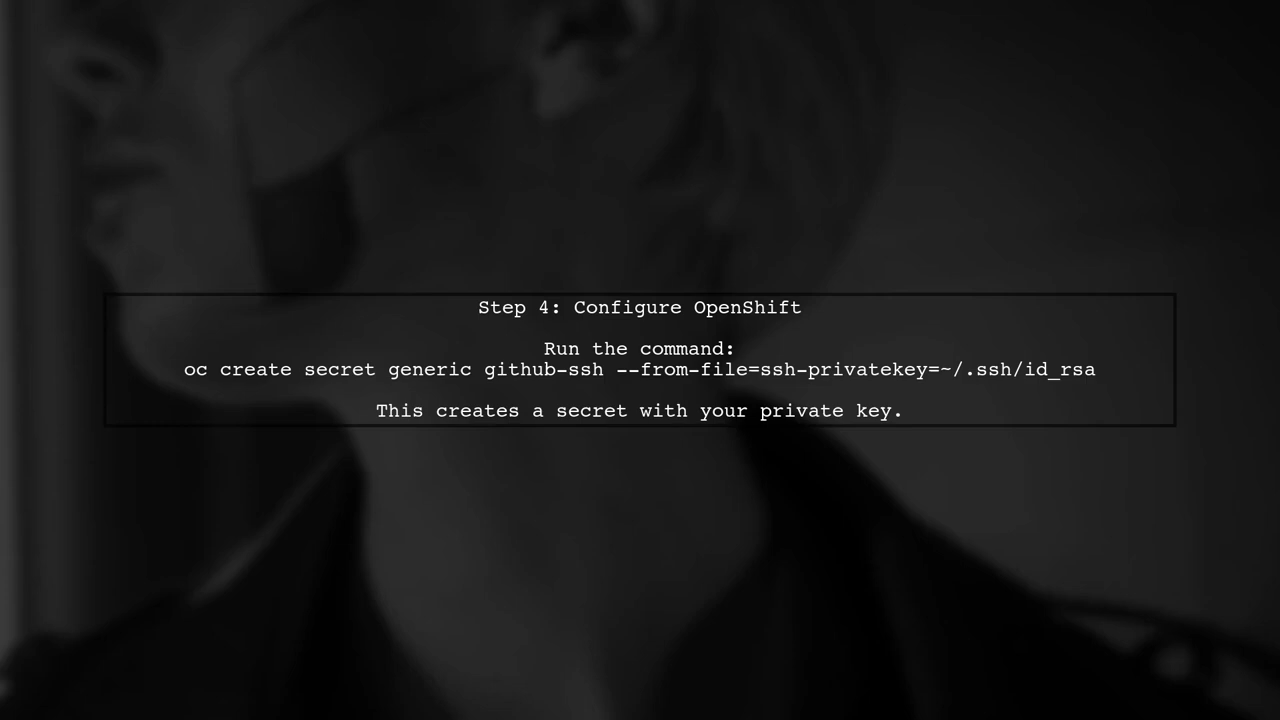 Step 4: Configure OpenShift
Run the command:
oc create secret generic github-ssh --from-file=ssh-privatekey=~/.ssh/id_rsa
This creates a secret with your private key.